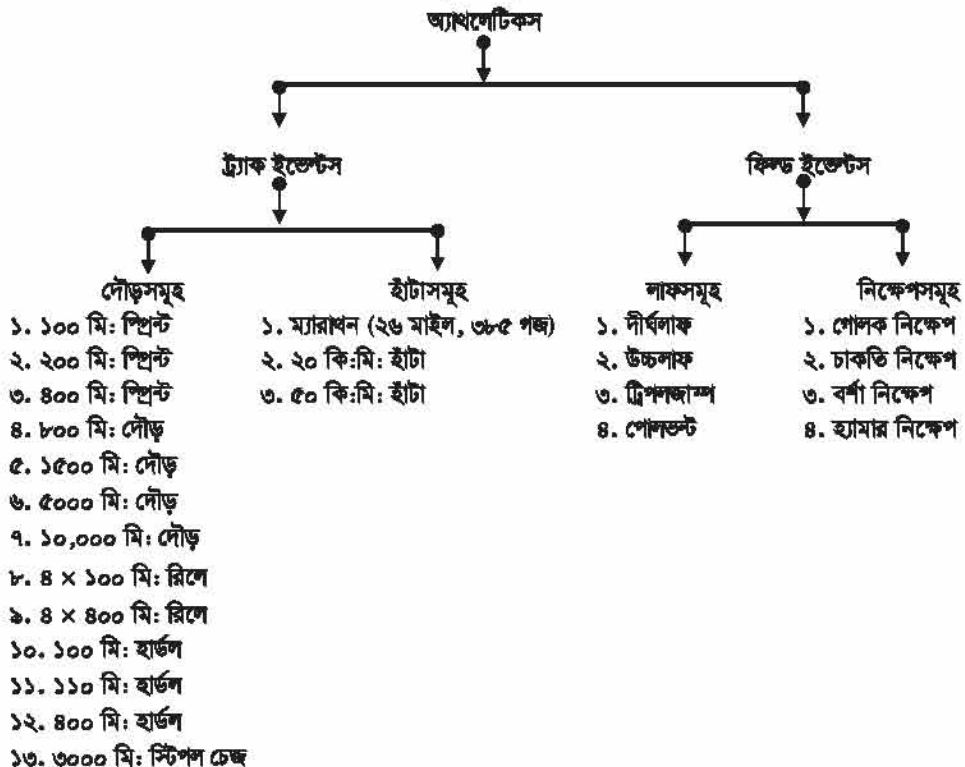 অ্যাথলেটিকস
ট্র্যাক ইভেন্টস
ফিল্ড ইভেন্টস
দৌড়সমূহ
১. ১০০ মি: স্প্রিন্ট
২. ২০০ মি: স্প্রিন্ট
৩. ৪০০ মি: স্প্রিন্ট
৪. ৮০০ মি: দৌড়
৫. ১৫০০ মি: দৌড়
৬. ৫০০০ মি: দৌড়
৭. ১০,০০০ মি: দৌড়
৮. ৪ × ১০০ মি: রিলে
৯. ৪ × ৪০০ মি: রিলে
১০. ১০০ মি: হার্ডল
১১. ১১০ মি: হার্ডল
১২. ৪০০ মি: হার্ডল
১৩. ৩০০০ মি: স্টিপল চেজ
হাঁটাসমূহ
১. ম্যারাথন (২৬ মাইল, ৩৮৫ গজ)
২. ২০ কি:মি: হাঁটা
৩. ৫০ কি:মি: হাঁটা
লাফসমূহ
১. দীর্ঘলাফ
২. উচ্চলাফ
৩. ট্রিপলজাম্প
৪. পোলভল্ট
নিক্ষেপসমূহ
১. গোলক নিক্ষেপ
২. চাকতি নিক্ষেপ
৩. বর্শা নিক্ষেপ
৪. হ্যামার নিক্ষেপ